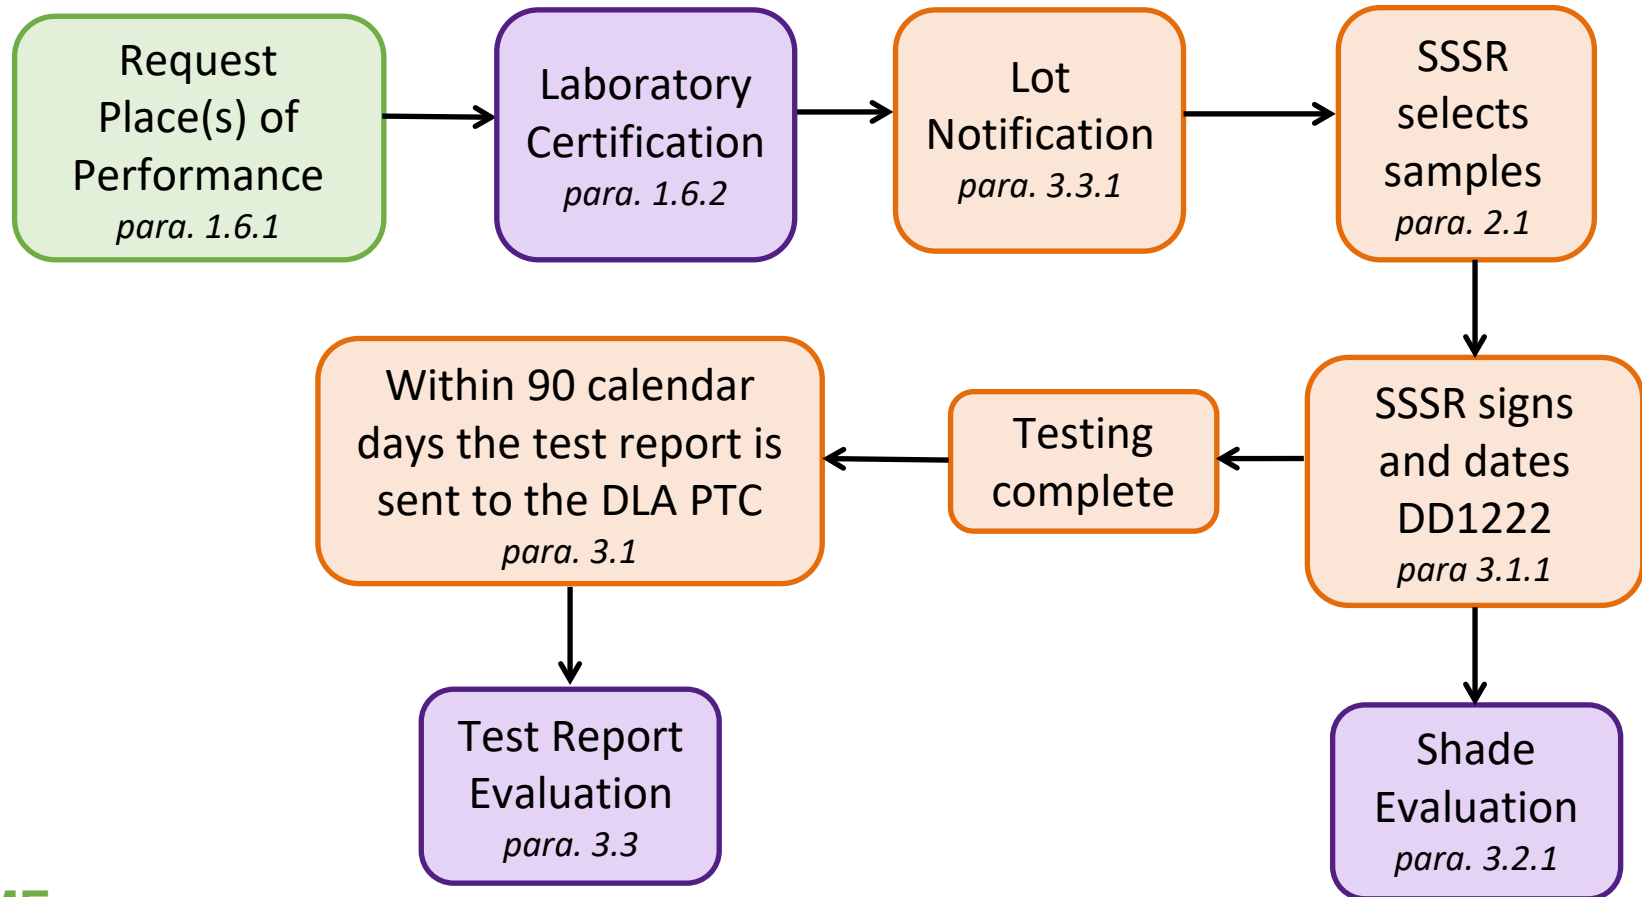 Request
Place(s) of
Performance
para. 1.6.1
Laboratory
Certification
para. 1.6.2
Lot
Notification
para. 3.3.1
SSSR
selects
samples
para. 2.1
Within 90 calendar
days the test report is
sent to the DLA PTC
para. 3.1
Testing
complete
SSSR signs
and dates
DD1222
para 3.1.1
Test Report
Evaluation
para. 3.3
Shade
Evaluation
para. 3.2.1